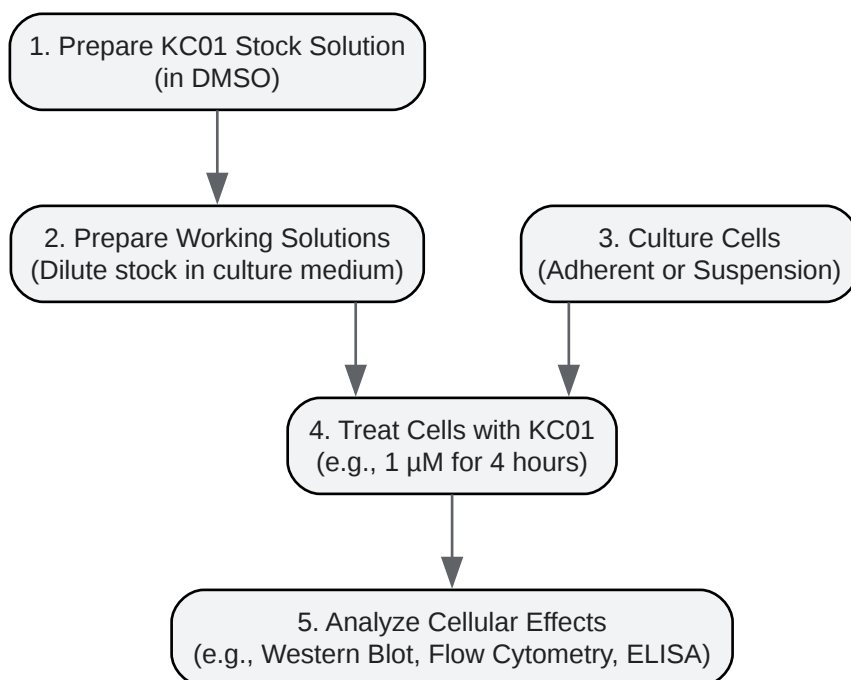 1. Prepare KC01 Stock Solution
(in DMSO)
2. Prepare Working Solutions
(Dilute stock in culture medium)
3. Culture Cells
(Adherent or Suspension)
4. Treat Cells with KC01
(e.g., 1 µM for 4 hours)
5. Analyze Cellular Effects
(e.g., Western Blot, Flow Cytometry, ELISA)